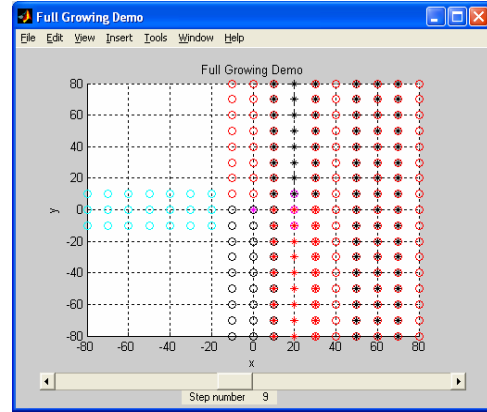 Full Growing Demo
File Edit View Insert Tools Window Help
Full Growing Demo
80
60
40
20
0
-20
-40
-60
-80
y
-80 -60 -40 -20 0 20 40 60 80
x
Step number 9